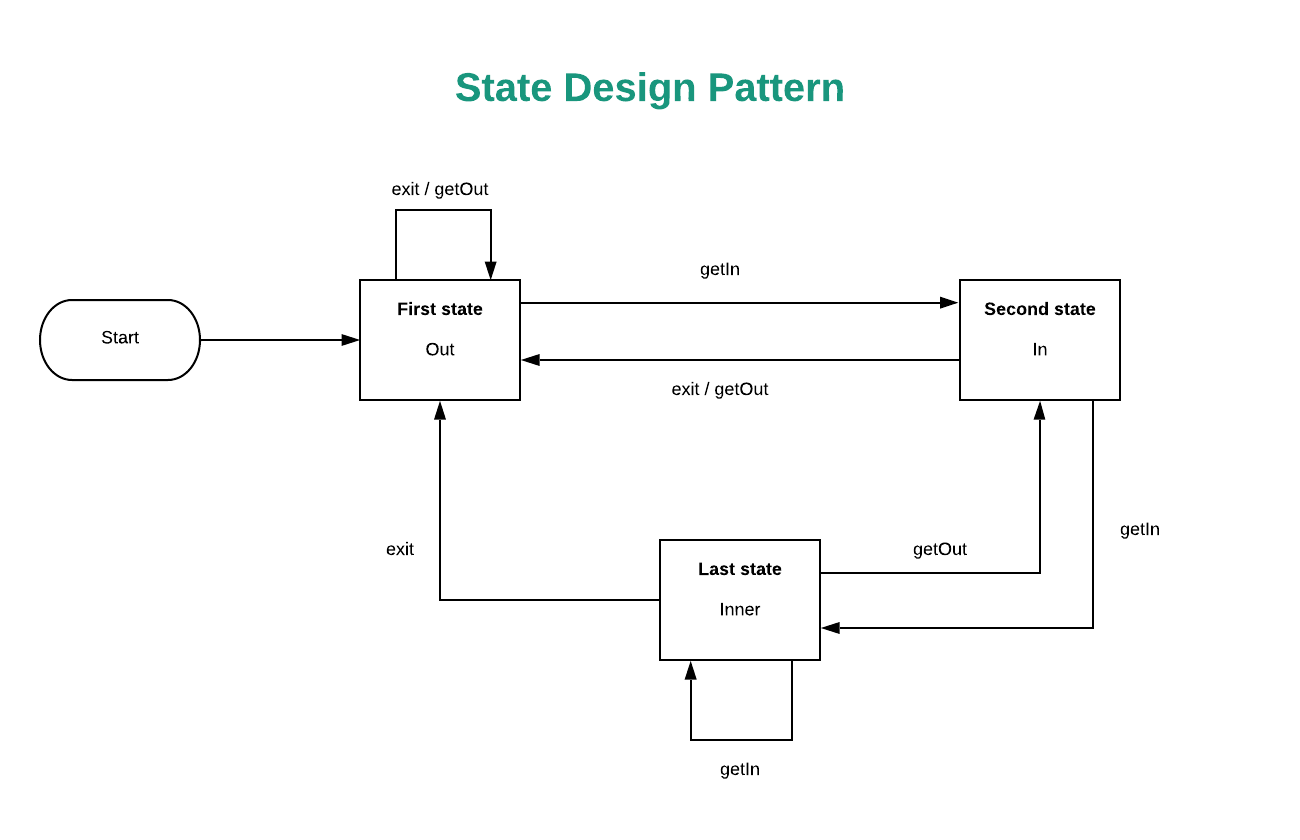 State Design Pattern
exit / getOut
getIn
First state
Second state
Start
Out
In
exit / getOut
getIn
exit
getOut
Last state
Inner
getIn